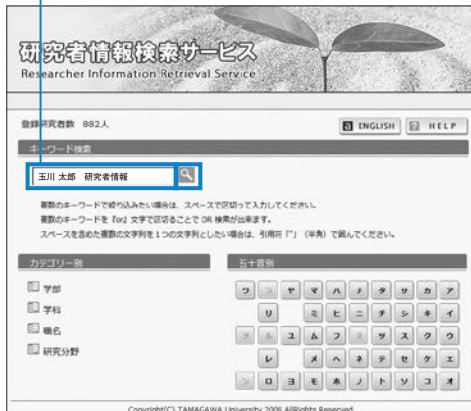 研究者情報検索サービス
Researcher Information Retrieval Service
登録研究者数 882人
ENGLISH
HELP
キーワード検索
玉川 太郎 研究者情報
複数のキーワードで絞り込みたい場合は、スペースで区切って入力してください。
複数のキーワードを『or』文字で区切ることで OR 検索が出来ます。
スペースを含めた複数の文字列を１つの文字列としたい場合は、引用符『"』（半角）で囲んでください。
カテゴリー別
学部
学科
職名
研究分野
五十音別
ワ ラ ヤ マ ハ ナ タ サ カ ア
リ ミ ヒ ニ チ シ キ イ
ル ユ ム フ ヌ ツ ス ク ウ
レ メ ヘ ネ テ セ ケ エ
ロ ヨ モ ホ ノ ト ソ コ オ
Copyright(C) TAMAGAWA University 2006 AllRights Reserved.